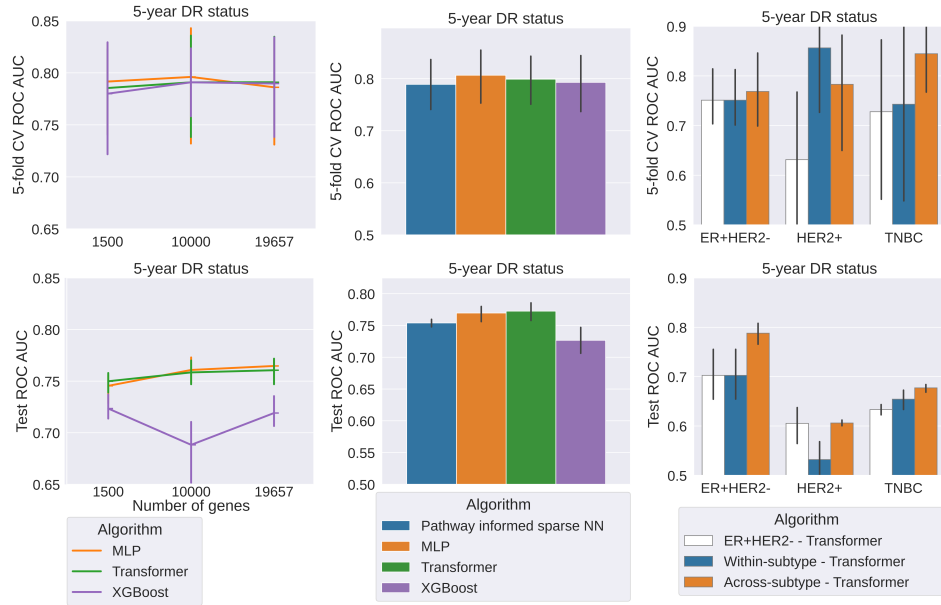 5-year DR status
5-fold CV ROC AUC
0.85
0.80
0.75
0.70
0.65
1500 10000 19657
5-year DR status
5-fold CV ROC AUC
0.8
0.7
0.6
0.5
5-year DR status
5-fold CV ROC AUC
0.9
0.8
0.7
0.6
0.5
ER+HER2- HER2+ TNBC
5-year DR status
Test ROC AUC
0.85
0.80
0.75
0.70
0.65
1500 10000 19657
Number of genes
Algorithm
MLP
Transformer
XGBoost
5-year DR status
Test ROC AUC
0.80
0.75
0.70
0.65
0.60
0.55
0.50
Algorithm
Pathway informed sparse NN
MLP
Transformer
XGBoost
5-year DR status
Test ROC AUC
0.9
0.8
0.7
0.6
0.5
ER+HER2- HER2+ TNBC
Algorithm
ER+HER2- - Transformer
Within-subtype - Transformer
Across-subtype - Transformer